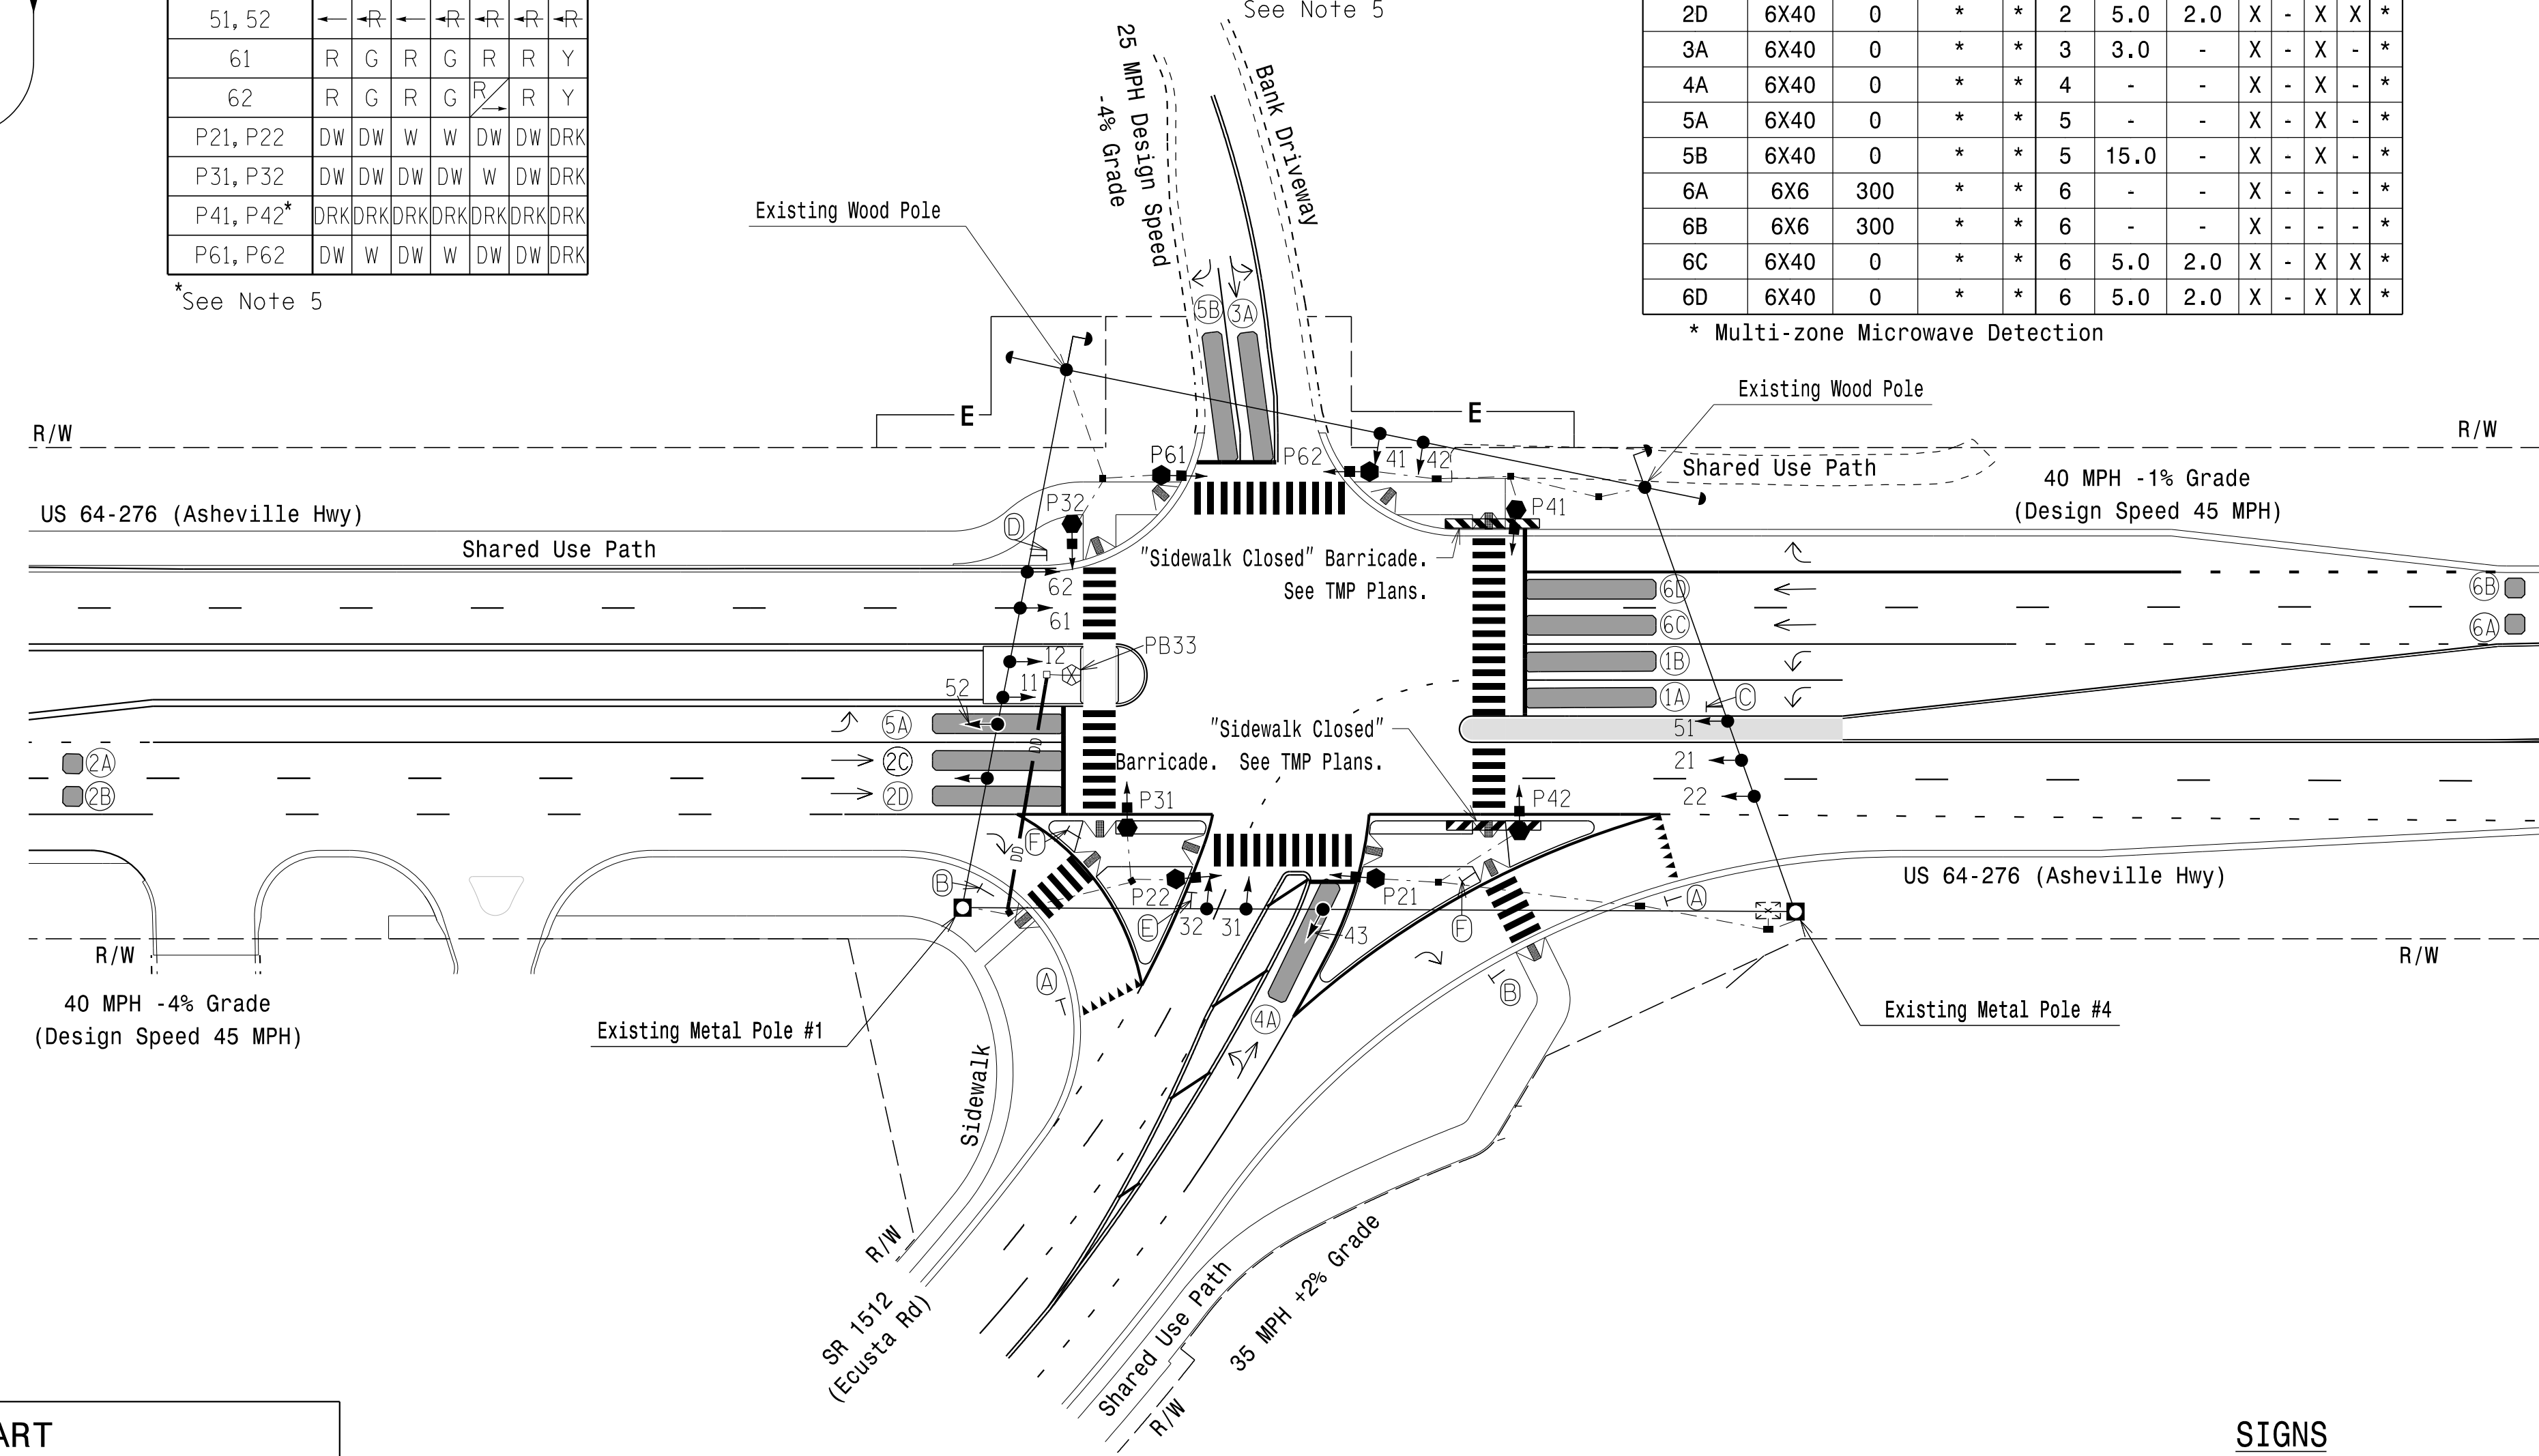 51, 52 ← ←R ← ←R ←R ←R ←R
61 R G R G R R Y
62 R G R G R/→ R Y
P21, P22 DW DW W W DW DW DRK
P31, P32 DW DW DW DW W DW DRK
P41, P42* DRK DRK DRK DRK DRK DRK DRK
P61, P62 DW W DW W DW DW DRK
*See Note 5
See Note 5
2D 6X40 0 * * 2 5.0 2.0 X - X X *
3A 6X40 0 * * 3 3.0 - X - X - *
4A 6X40 0 * * 4 - - X - X - *
5A 6X40 0 * * 5 - - X - X - *
5B 6X40 0 * * 5 15.0 - X - X - *
6A 6X6 300 * * 6 - - X - - - *
6B 6X6 300 * * 6 - - X - - - *
6C 6X40 0 * * 6 5.0 2.0 X - X X *
6D 6X40 0 * * 6 5.0 2.0 X - X X *
* Multi-zone Microwave Detection
25 MPH Design Speed
-4% Grade
Bank Driveway
Existing Wood Pole
Existing Wood Pole
5B
3A
E
E
R/W
R/W
P61
P62
41
42
Shared Use Path
40 MPH -1% Grade
(Design Speed 45 MPH)
US 64-276 (Asheville Hwy)
Shared Use Path
P32
D
P41
"Sidewalk Closed" Barricade.
See TMP Plans.
62
61
6D
6C
6B
6A
12
11
PB33
1B
1A
C
52
5A
DD
51
"Sidewalk Closed"
Barricade. See TMP Plans.
2A
2B
2C
2D
21
22
P31
P42
F
DD
B
P22
P21
E
32
31
43
F
A
US 64-276 (Asheville Hwy)
R/W
R/W
A
B
40 MPH -4% Grade
(Design Speed 45 MPH)
Existing Metal Pole #1
4A
Existing Metal Pole #4
Sidewalk
R/W
SR 1512
(Ecusta Rd)
Shared Use Path
35 MPH +2% Grade
R/W
ART
SIGNS